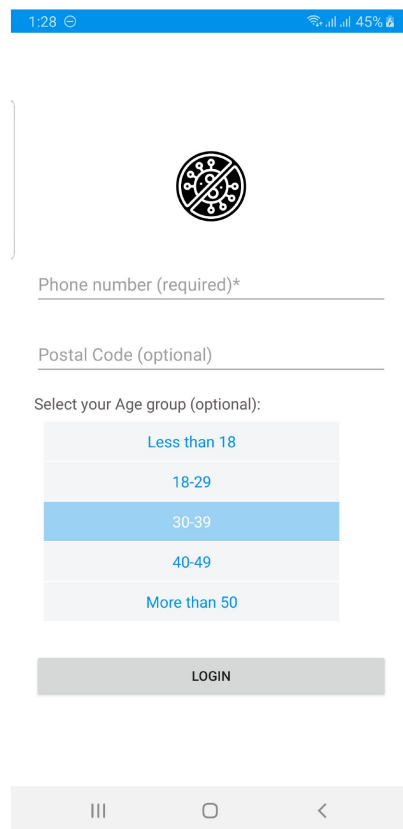 1:28 45%
Phone number (required)*
Postal Code (optional)
Select your Age group (optional):
Less than 18
18-29
30-39
40-49
More than 50
LOGIN